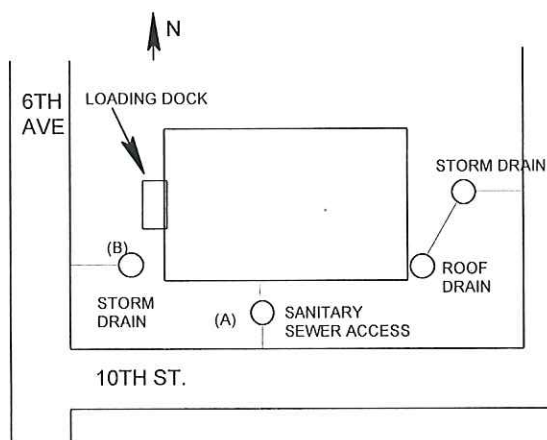 N
6TH
AVE
LOADING DOCK
STORM DRAIN
(B)
ROOF
DRAIN
STORM
DRAIN
(A)
SANITARY
SEWER ACCESS
10TH ST.